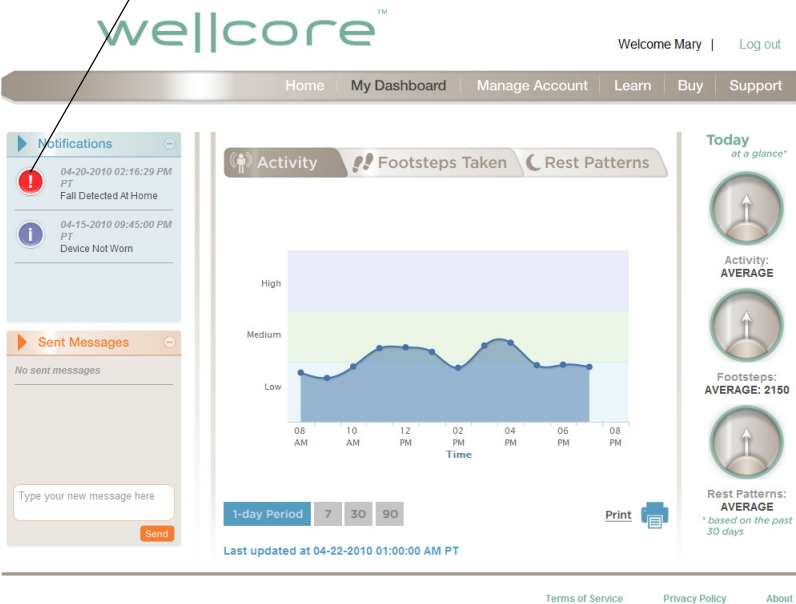 wellcore™
Welcome Mary | Log out
Home My Dashboard Manage Account Learn Buy Support
Notifications
04-20-2010 02:16:29 PM
PT
Fall Detected At Home
04-15-2010 09:45:00 PM
PT
Device Not Worn
Sent Messages
No sent messages
Type your new message here
Send
Activity Footsteps Taken Rest Patterns
High
Medium
Low
08 10 12 02 04 06 08
AM AM PM PM PM PM PM
Time
1-day Period 7 30 90
Print
Last updated at 04-22-2010 01:00:00 AM PT
Today
at a glance*
Activity:
AVERAGE
Footsteps:
AVERAGE: 2150
Rest Patterns:
AVERAGE
* based on the past
30 days
Terms of Service Privacy Policy About